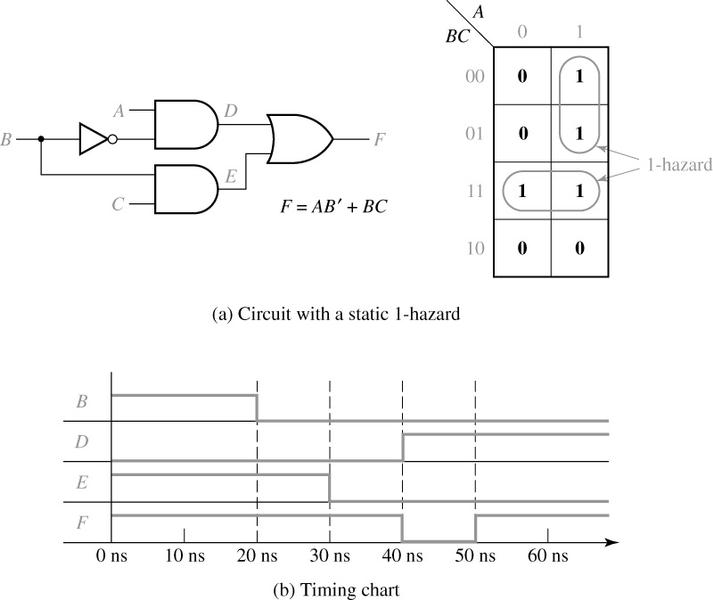 A
BC
0 1
A
D
B
F
E
C
F = AB′ + BC
00 0 1
01 0 1
1-hazard
11 1 1
10 0 0
(a) Circuit with a static 1-hazard
B
D
E
F
0 ns 10 ns 20 ns 30 ns 40 ns 50 ns 60 ns
(b) Timing chart